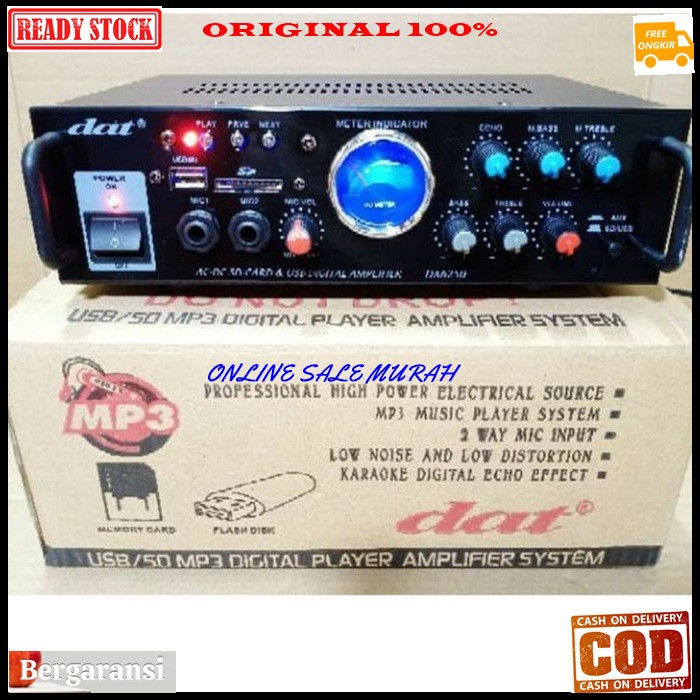 READY STOCK
ORIGINAL 100%
FREE
ONGKIR
dat®
PLAY PREV NEXT
METER INDICATOR
ECHO M.BASS M.TREBLE
POWER
ON
OFF
SD
MIC1 MIC2 MIC VOL
BASS TREBLE
AC-DC SD CARD & USB DIGITAL AMPLIFIER
DO NOT DROP !
USB/SD MP3 DIGITAL PLAYER AMPLIFIER SYSTEM
ONLINE SALE MURAH
MP3
PROFESSIONAL HIGH POWER ELECTRICAL SOURCE
MP3 MUSIC PLAYER SYSTEM
2 WAY MIC INPUT
LOW NOISE AND LOW DISTORTION
KARAOKE DIGITAL ECHO EFFECT
MEMORY CARD
FLASH DISK
dat®
USB/SD MP3 DIGITAL PLAYER AMPLIFIER SYSTEM
Bergaransi
CASH ON DELIVERY
COD
CASH ON DELIVERY